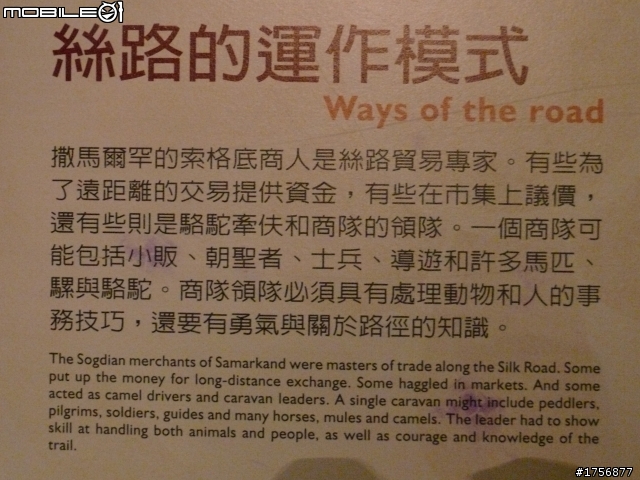 MOBILE01
絲路的運作模式
Ways of the road
撒馬爾罕的索格底商人是絲路貿易專家。有些為
了遠距離的交易提供資金，有些在市集上議價，
還有些則是駱駝牽伕和商隊的領隊。一個商隊可
能包括小販、朝聖者、士兵、導遊和許多馬匹、
騾與駱駝。商隊領隊必須具有處理動物和人的事
務技巧，還要有勇氣與關於路徑的知識。
The Sogdian merchants of Samarkand were masters of trade along the Silk Road. Some
put up the money for long-distance exchange. Some haggled in markets. And some
acted as camel drivers and caravan leaders. A single caravan might include peddlers,
pilgrims, soldiers, guides and many horses, mules and camels. The leader had to show
skill at handling both animals and people, as well as courage and knowledge of the
trail.
#1756877